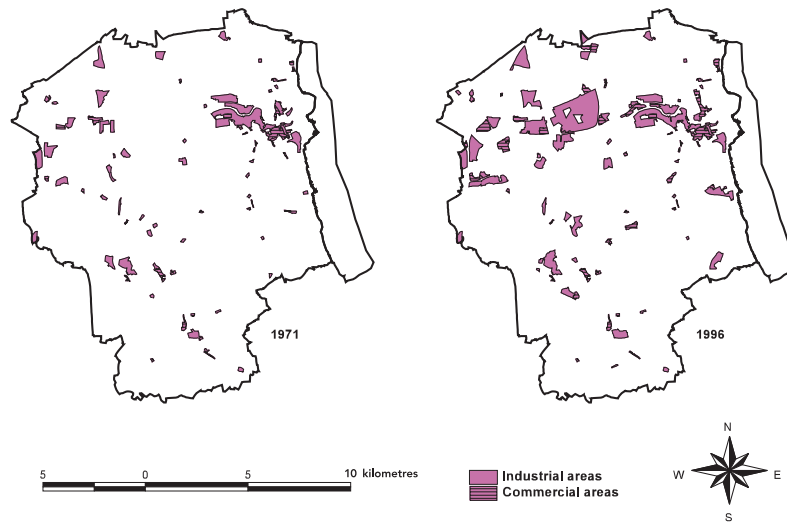 1971
1996
5 0 5 10 kilometres
Industrial areas
Commercial areas
N
W E
S